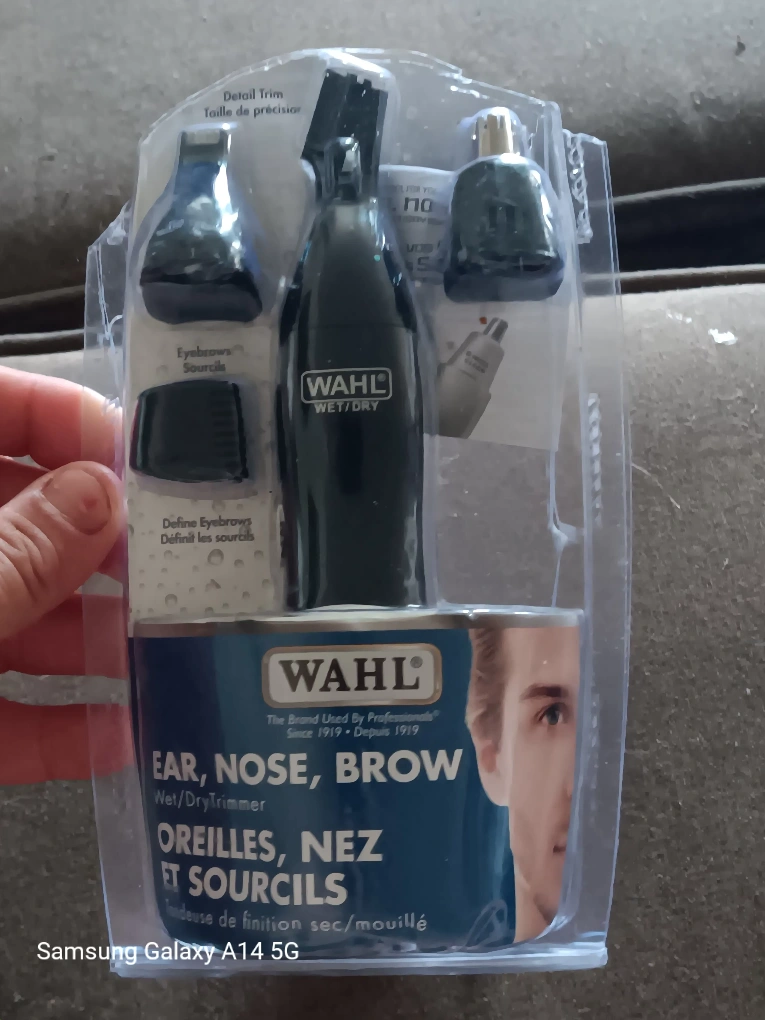 Detail Trim
Taille de précision
Eyebrows
Sourcils
Define Eyebrows
Définit les sourcils
WAHL®
WET/DRY
WAHL®
The Brand Used By Professionals®
Since 1919 • Depuis 1919
EAR, NOSE, BROW
Wet/Dry Trimmer
OREILLES, NEZ
ET SOURCILS
Tondeuse de finition sec/mouillé
Samsung Galaxy A14 5G